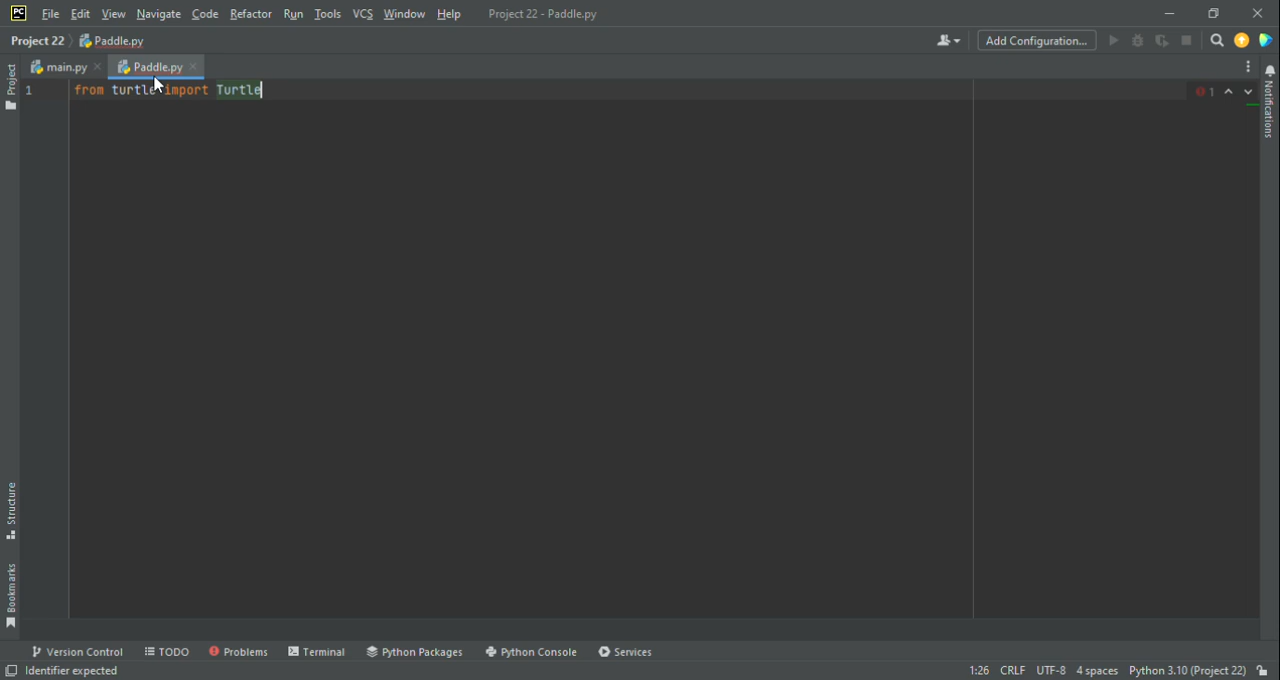 PC File Edit View Navigate Code Refactor Run Tools VCS Window Help Project 22 - Paddle.py
Project 22 Paddle.py Add Configuration...
main.py Paddle.py
1 from turtle import Turtle 1
Project
Notifications
Structure
Bookmarks
Version Control TODO Problems Terminal Python Packages Python Console Services
Identifier expected 1:26 CRLF UTF-8 4 spaces Python 3.10 (Project 22)